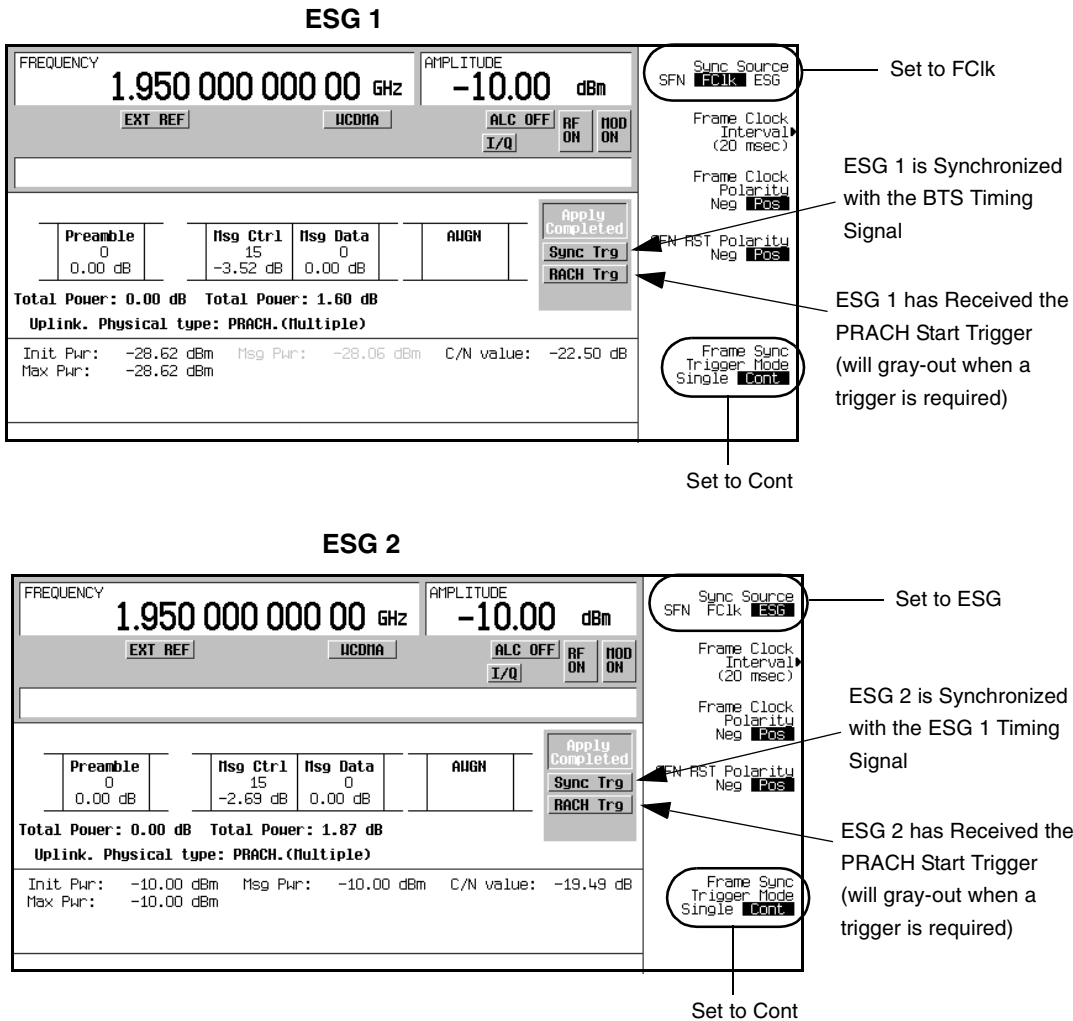 ESG 1
FREQUENCY
1.950 000 000 00 GHz
AMPLITUDE
-10.00 dBm
EXT REF
WCDMA
ALC OFF
I/Q
RF ON
MOD ON
Sync Source
SFN FClk ESG
Set to FClk
Frame Clock
Interval
(20 msec)
Frame Clock
Polarity
Neg Pos
SFN RST Polarity
Neg Pos
ESG 1 is Synchronized
with the BTS Timing
Signal
Preamble
0
0.00 dB
Msg Ctrl
15
-3.52 dB
Msg Data
0
0.00 dB
AWGN
Apply
Completed
Sync Trg
RACH Trg
Total Power: 0.00 dB Total Power: 1.60 dB
Uplink. Physical type: PRACH.(Multiple)
ESG 1 has Received the
PRACH Start Trigger
(will gray-out when a
trigger is required)
Init Pwr: -28.62 dBm Msg Pwr: -28.06 dBm C/N value: -22.50 dB
Max Pwr: -28.62 dBm
Frame Sync
Trigger Mode
Single Cont
Set to Cont
ESG 2
FREQUENCY
1.950 000 000 00 GHz
AMPLITUDE
-10.00 dBm
EXT REF
WCDMA
ALC OFF
I/Q
RF ON
MOD ON
Sync Source
SFN FClk ESG
Set to ESG
Frame Clock
Interval
(20 msec)
Frame Clock
Polarity
Neg Pos
SFN RST Polarity
Neg Pos
ESG 2 is Synchronized
with the ESG 1 Timing
Signal
Preamble
0
0.00 dB
Msg Ctrl
15
-2.69 dB
Msg Data
0
0.00 dB
AWGN
Apply
Completed
Sync Trg
RACH Trg
Total Power: 0.00 dB Total Power: 1.87 dB
Uplink. Physical type: PRACH.(Multiple)
ESG 2 has Received the
PRACH Start Trigger
(will gray-out when a
trigger is required)
Init Pwr: -10.00 dBm Msg Pwr: -10.00 dBm C/N value: -19.49 dB
Max Pwr: -10.00 dBm
Frame Sync
Trigger Mode
Single Cont
Set to Cont